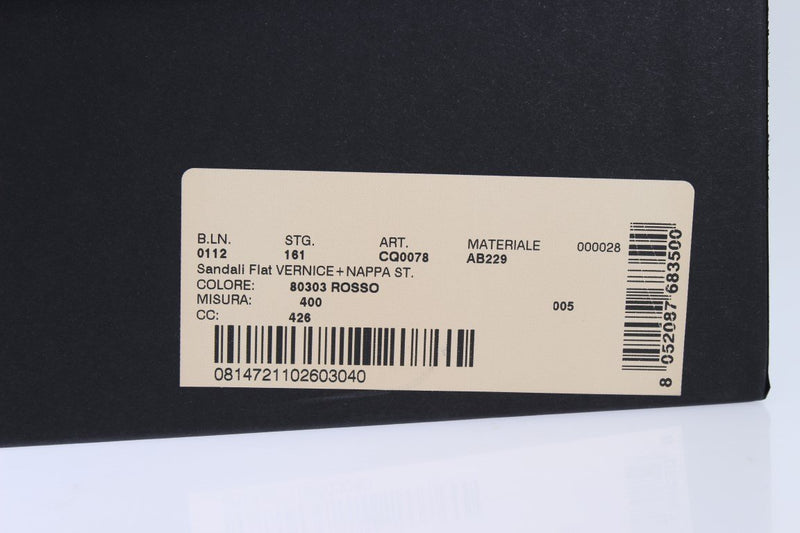 B.LN. STG. ART. MATERIALE 000028
0112 161 CQ0078 AB229
Sandali Flat VERNICE+NAPPA ST.
COLORE: 80303 ROSSO
MISURA: 400 005
CC: 426
0814721102603040
8 052087 683500